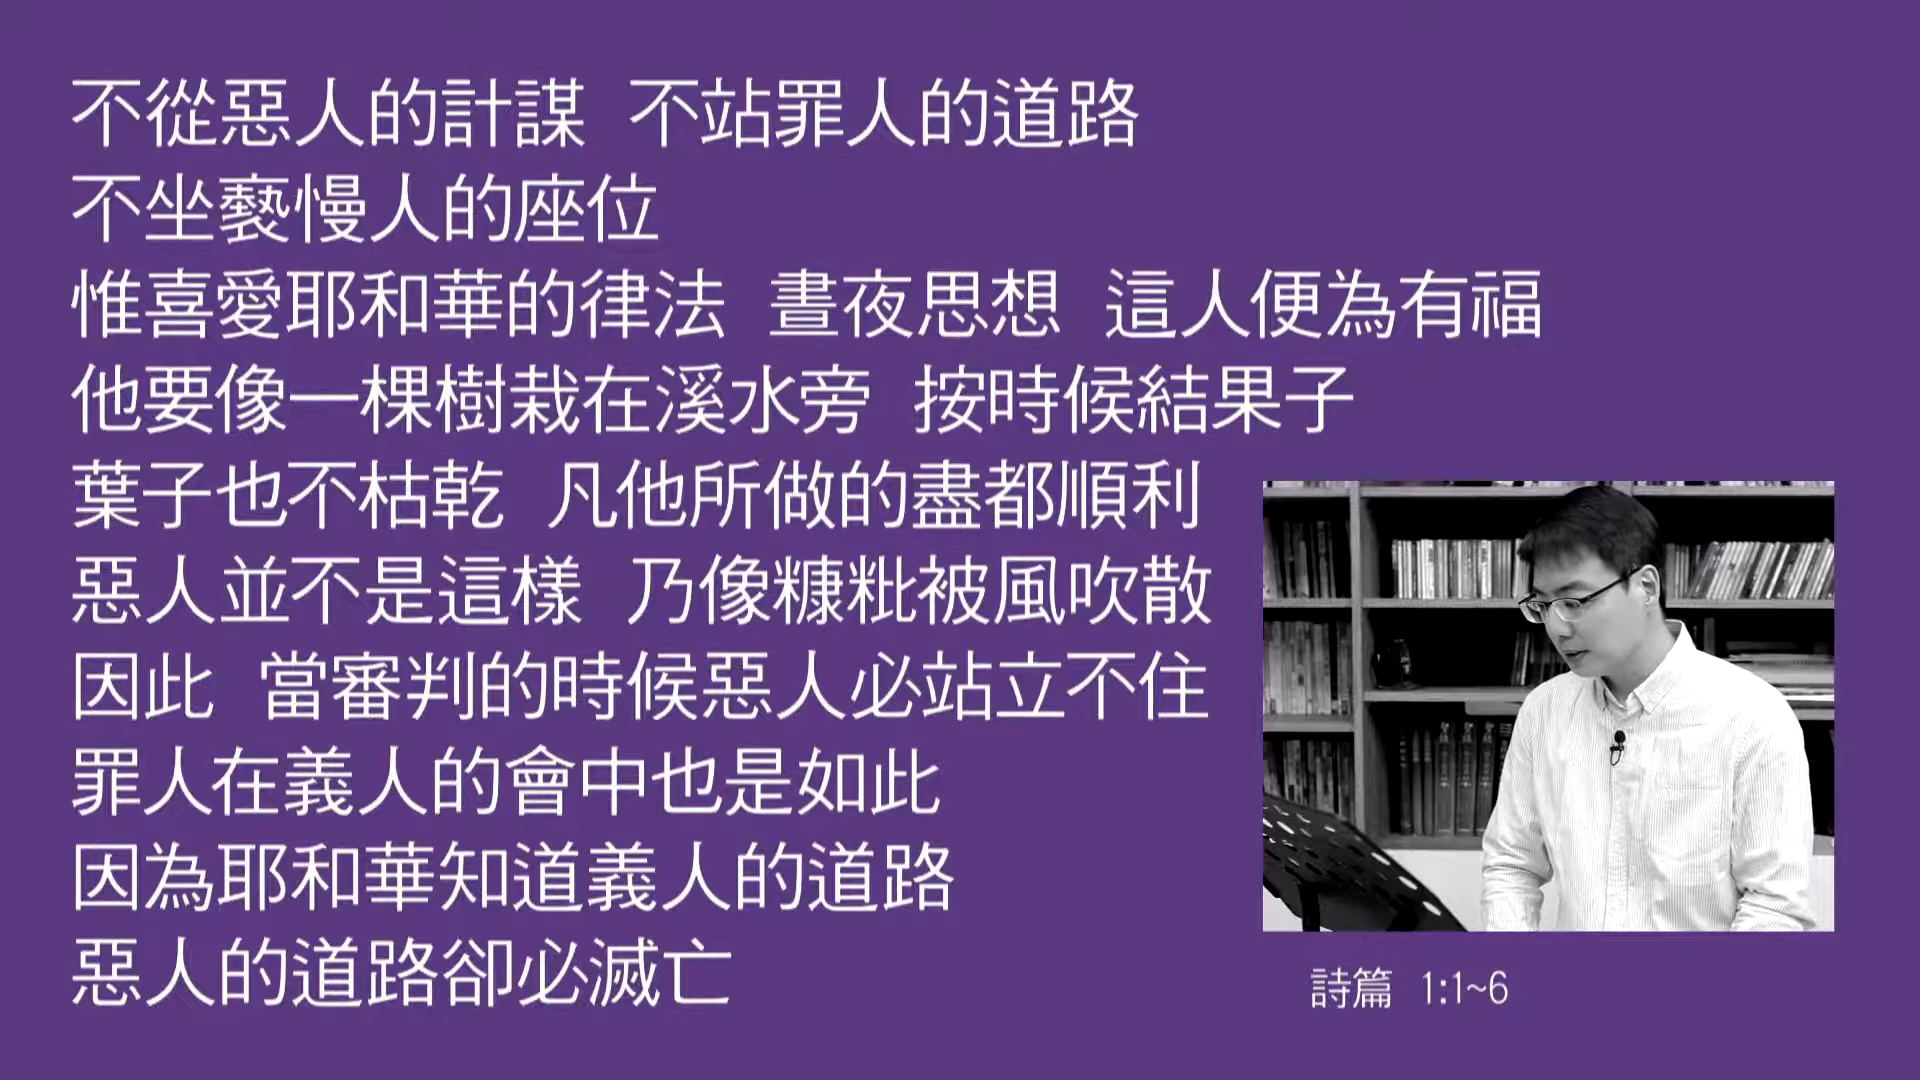 不從惡人的計謀 不站罪人的道路
不坐褻慢人的座位
惟喜愛耶和華的律法 晝夜思想 這人便為有福
他要像一棵樹栽在溪水旁 按時候結果子
葉子也不枯乾 凡他所做的盡都順利
惡人並不是這樣 乃像糠粃被風吹散
因此 當審判的時候惡人必站立不住
罪人在義人的會中也是如此
因為耶和華知道義人的道路
惡人的道路卻必滅亡
詩篇 1:1~6